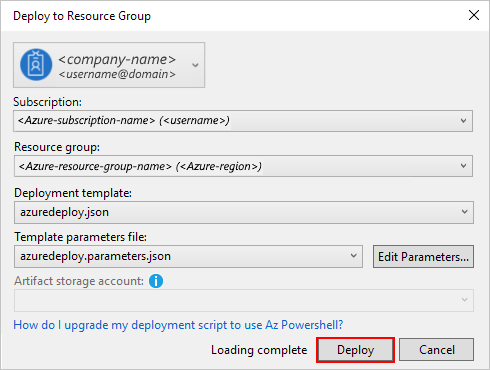 Deploy to Resource Group
<company-name>
<username@domain>
Subscription:
<Azure-subscription-name> (<username>)
Resource group:
<Azure-resource-group-name> (<Azure-region>)
Deployment template:
azuredeploy.json
Template parameters file:
azuredeploy.parameters.json
Edit Parameters...
Artifact storage account:
How do I upgrade my deployment script to use Az Powershell?
Loading complete
Deploy
Cancel